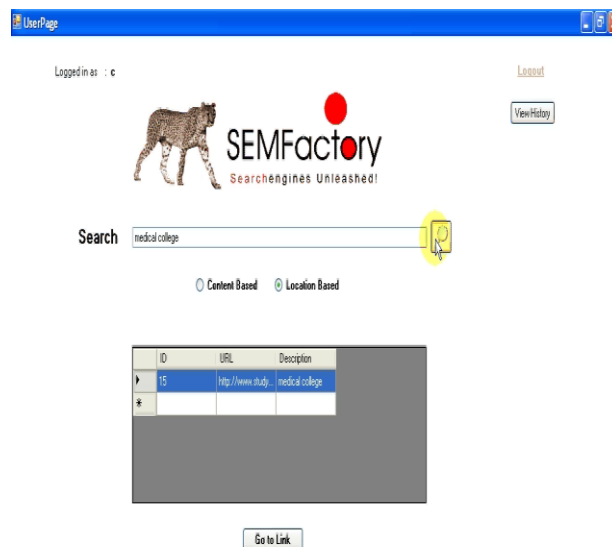 UserPage
Logged in as : c
Logout
View History
SEMFactory
Searchengines Unleashed!
Search medical college
Content Based Location Based
ID URL Description
15 http://www.study... medical college
Go to Link